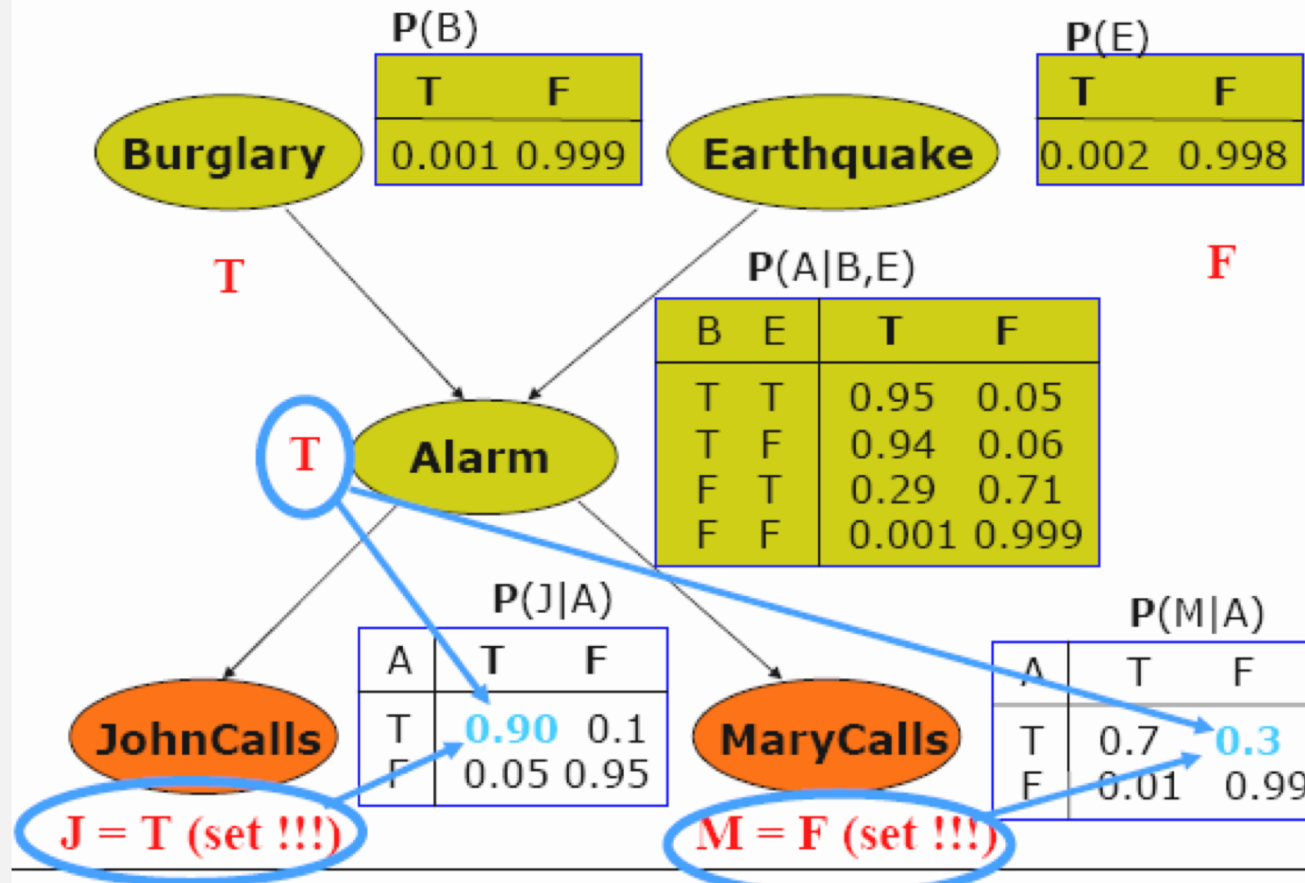 P(B)
T F
0.001 0.999
P(E)
T F
0.002 0.998
Burglary
Earthquake
T
F
P(A|B,E)
B E T F
T T 0.95 0.05
T F 0.94 0.06
F T 0.29 0.71
F F 0.001 0.999
T
Alarm
P(J|A)
A T F
T 0.90 0.1
F 0.05 0.95
P(M|A)
A T F
T 0.7 0.3
F 0.01 0.99
JohnCalls
MaryCalls
J = T (set !!!)
M = F (set !!!)